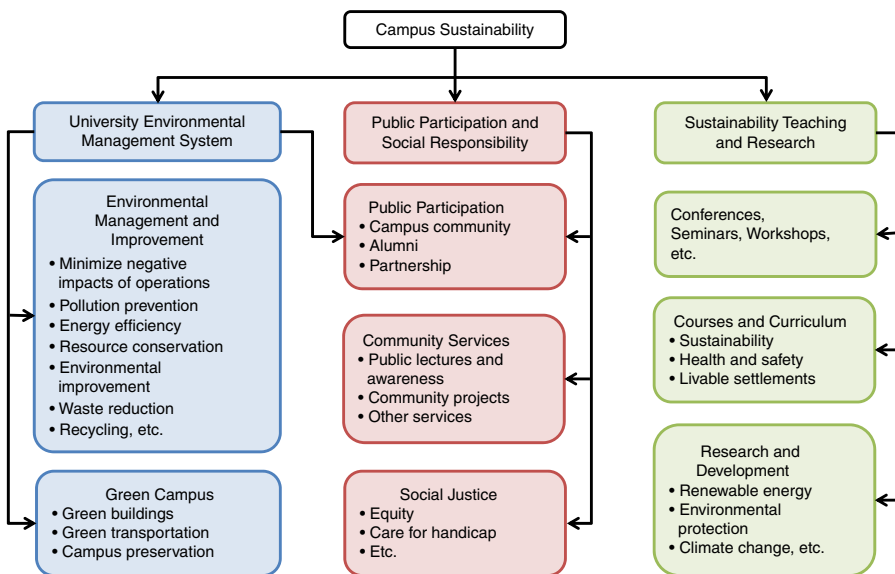 Campus Sustainability
University Environmental
Management System
Environmental
Management and
Improvement
• Minimize negative
impacts of operations
• Pollution prevention
• Energy efficiency
• Resource conservation
• Environmental
improvement
• Waste reduction
• Recycling, etc.
Green Campus
• Green buildings
• Green transportation
• Campus preservation
Public Participation and
Social Responsibility
Public Participation
• Campus community
• Alumni
• Partnership
Community Services
• Public lectures and
awareness
• Community projects
• Other services
Social Justice
• Equity
• Care for handicap
• Etc.
Sustainability Teaching
and Research
Conferences,
Seminars, Workshops,
etc.
Courses and Curriculum
• Sustainability
• Health and safety
• Livable settlements
Research and
Development
• Renewable energy
• Environmental
protection
• Climate change, etc.